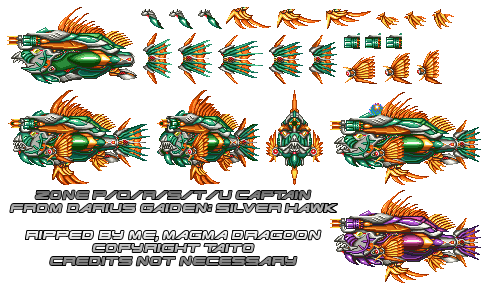 ZONE P/Q/R/S/T/U CAPTAIN
FROM DARIUS GAIDEN: SILVER HAWK
RIPPED BY ME, MAGMA DRAGOON
COPYRIGHT TAITO
CREDITS NOT NECESSARY